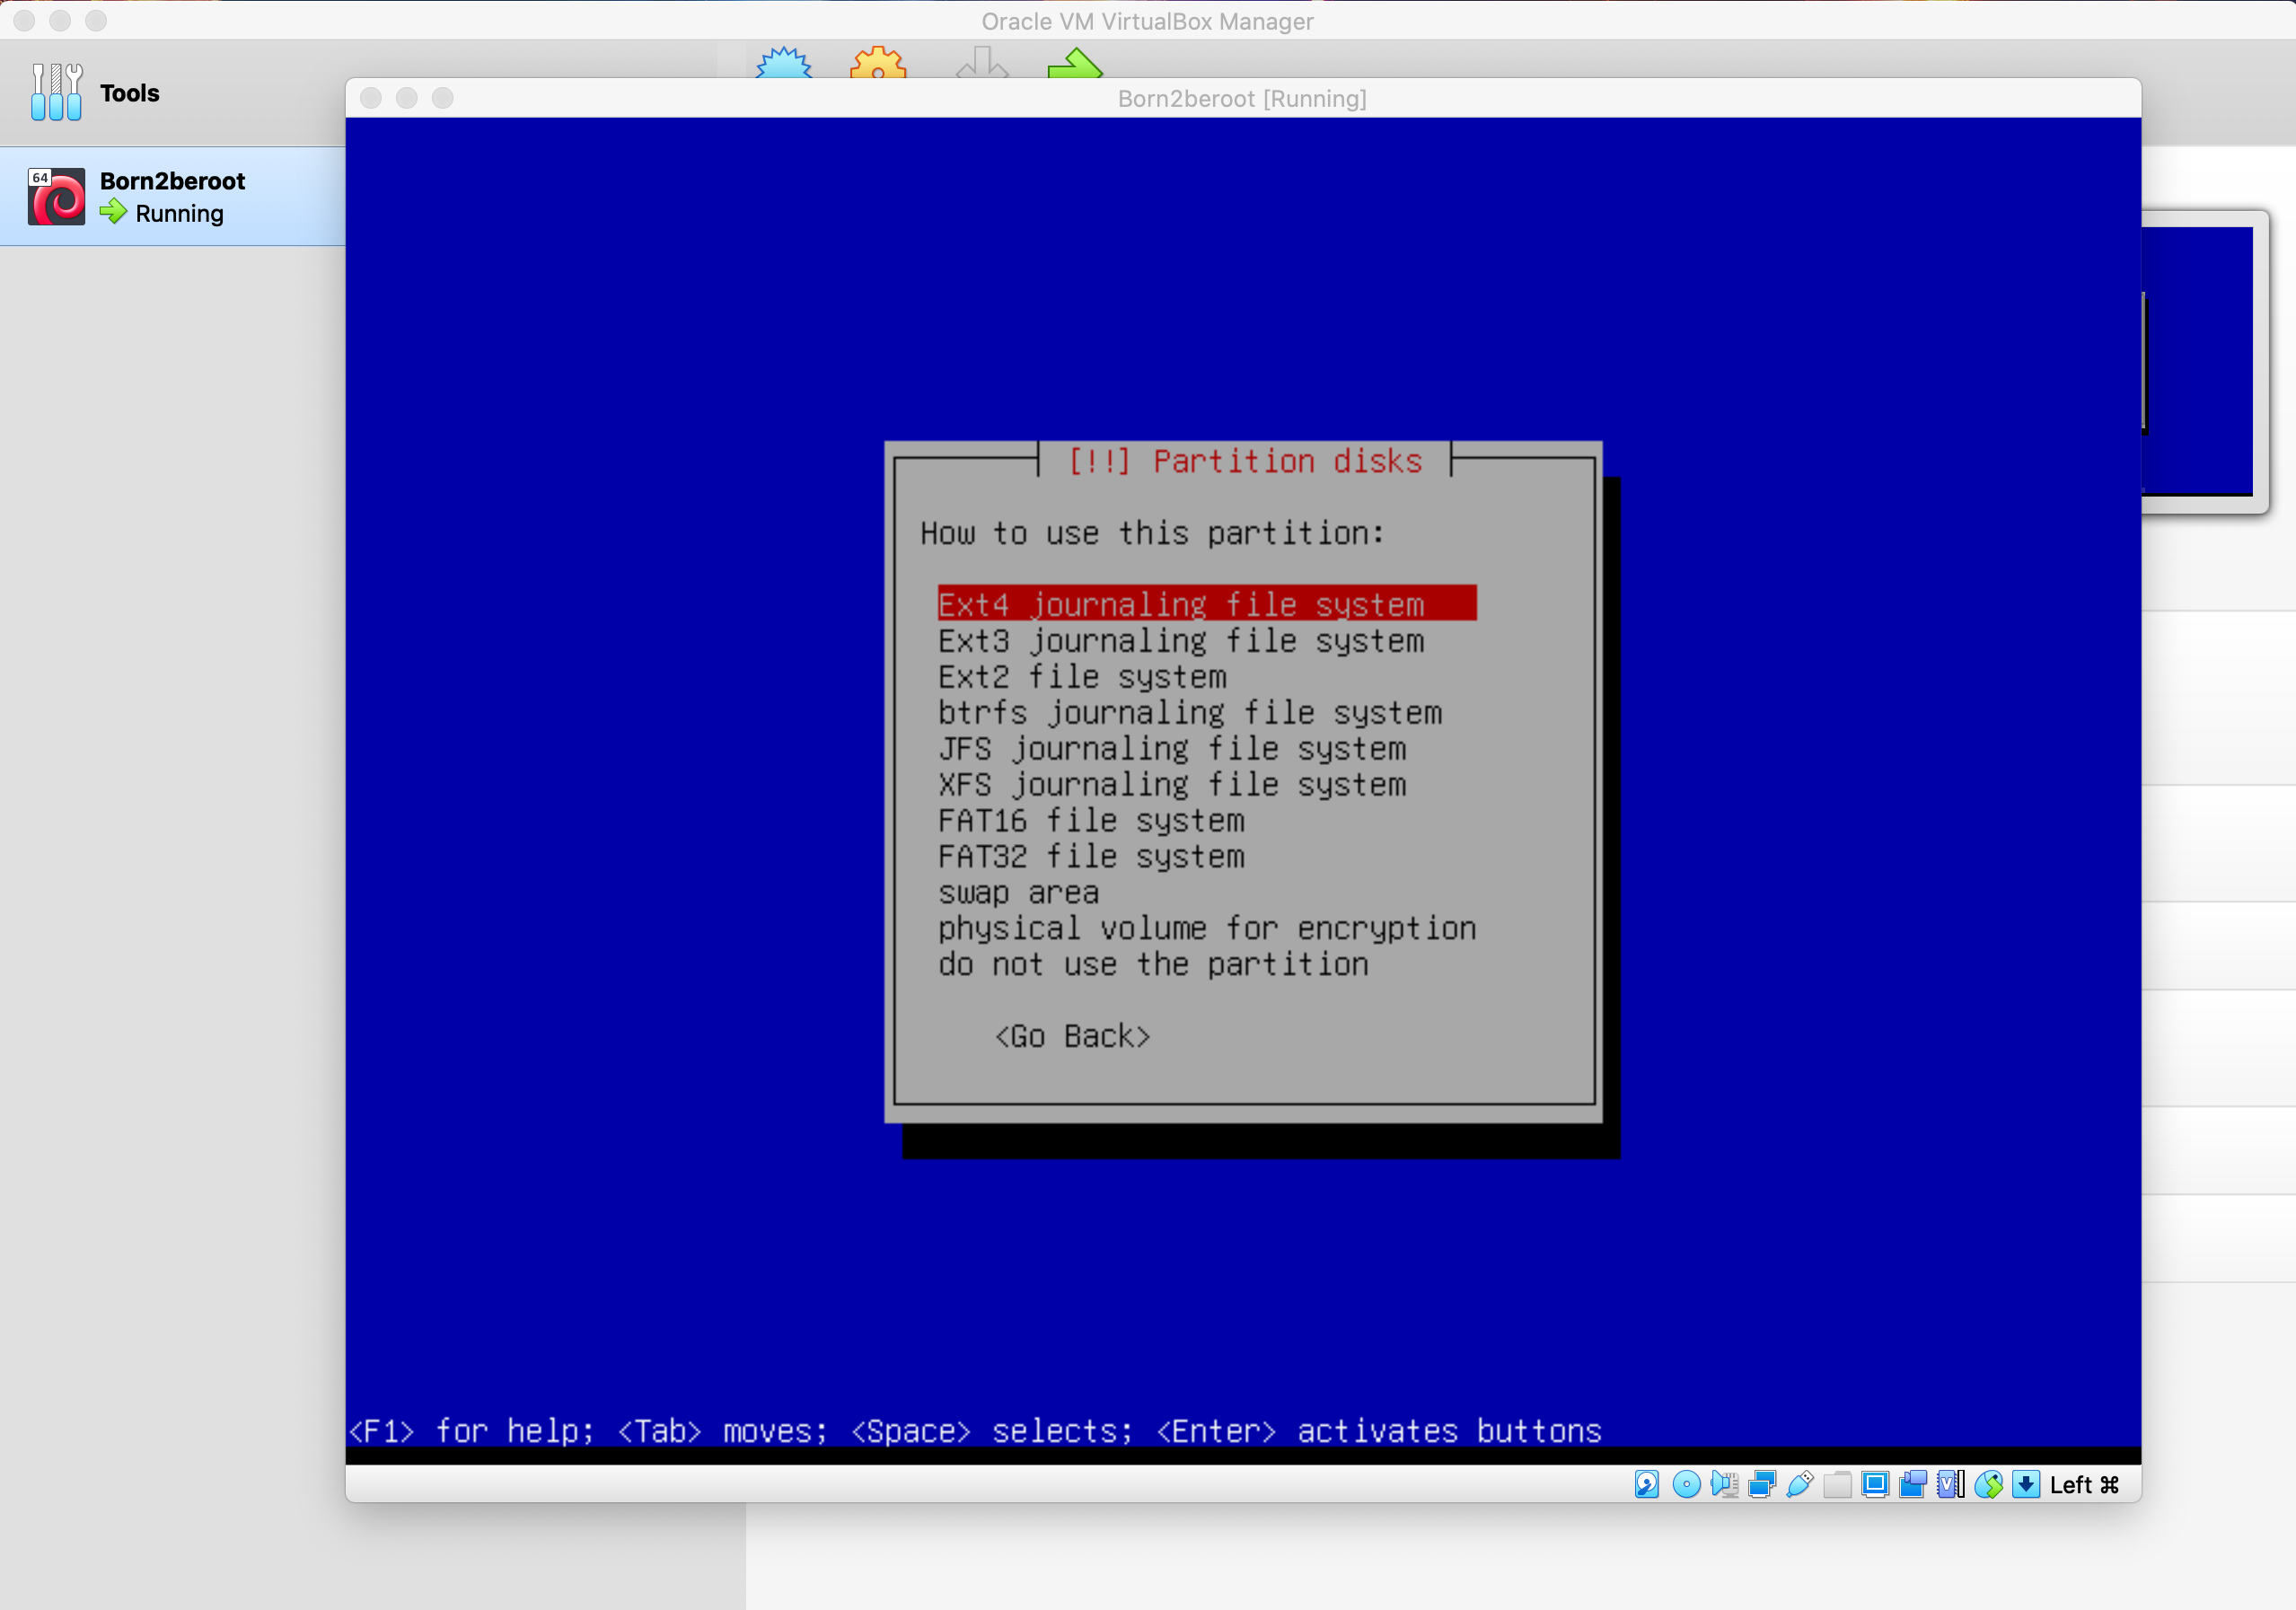 Oracle VM VirtualBox Manager
Tools
Born2beroot [Running]
64
Born2beroot
Running
[!!] Partition disks
How to use this partition:
Ext4 journaling file system
Ext3 journaling file system
Ext2 file system
btrfs journaling file system
JFS journaling file system
XFS journaling file system
FAT16 file system
FAT32 file system
swap area
physical volume for encryption
do not use the partition
<Go Back>
<F1> for help; <Tab> moves; <Space> selects; <Enter> activates buttons
V
Left ⌘